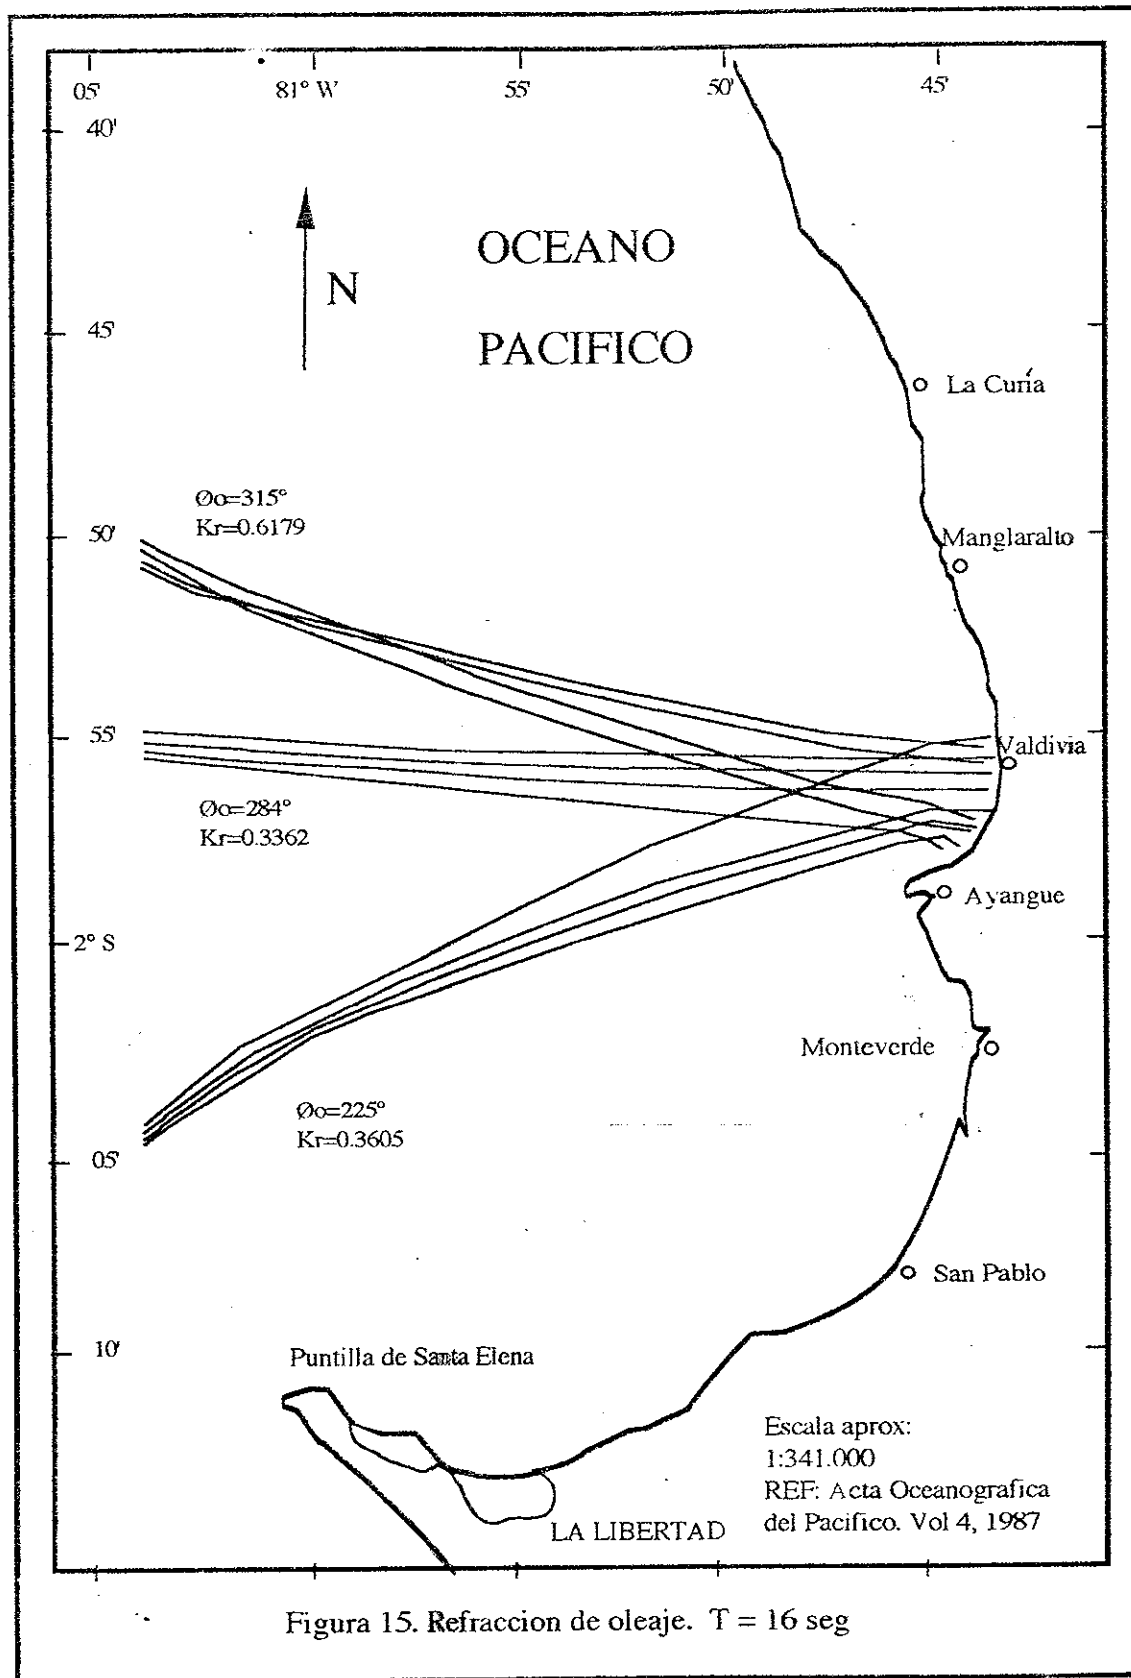 05' 81° W 55' 50' 45'
40'
OCEANO
N
45'
PACIFICO
La Curía
Øo=315°
Kr=0.6179
50'
Manglaralto
55'
Valdivia
Øo=284°
Kr=0.3362
Ayangue
2° S
Monteverde
Øo=225°
Kr=0.3605
05'
San Pablo
10'
Puntilla de Santa Elena
Escala aprox:
1:341.000
REF: Acta Oceanografica
del Pacifico. Vol 4, 1987
LA LIBERTAD
Figura 15. Refraccion de oleaje. T = 16 seg